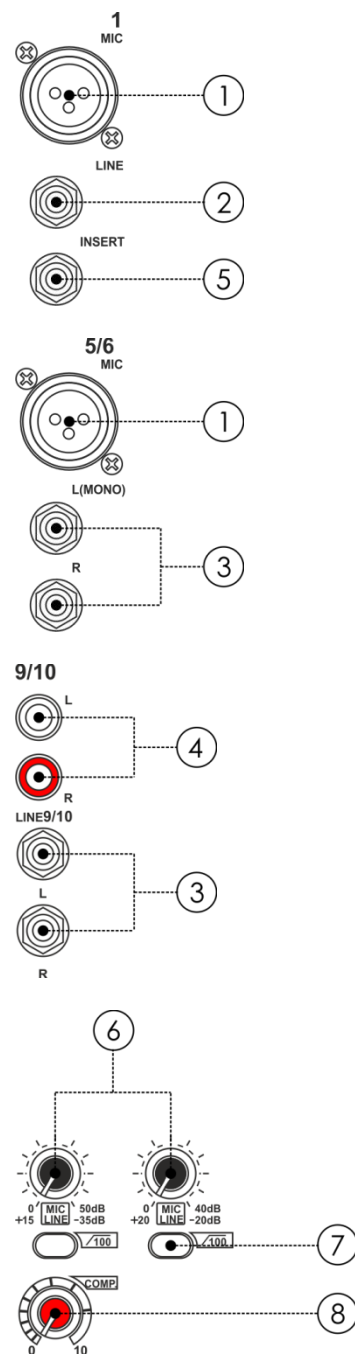 1
MIC
1
LINE
2
INSERT
5
5/6
MIC
1
L(MONO)
R
3
9/10
L
4
R
LINE9/10
L
3
R
6
0 MIC 50dB 0 MIC 40dB
+15 LINE -35dB +20 LINE -20dB
/100 /100
7
COMP
8
0 10